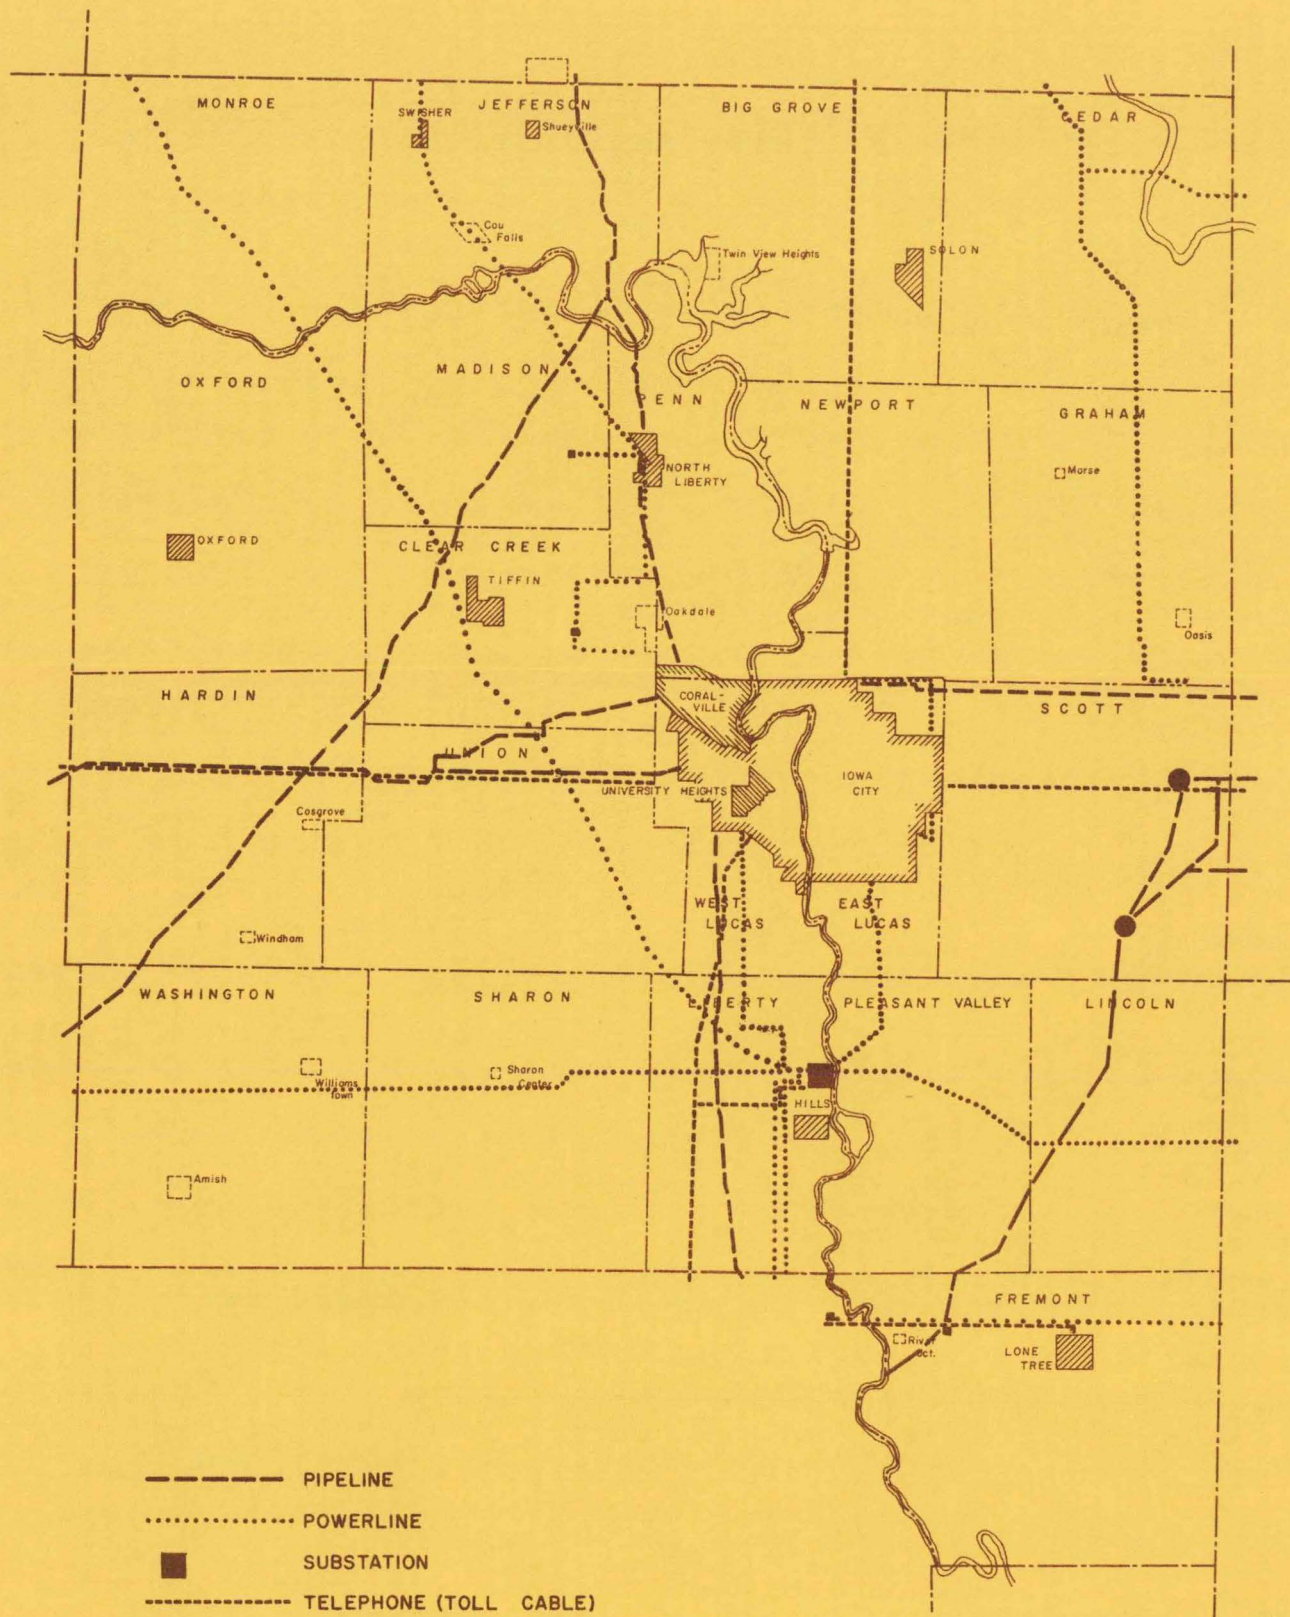 MONROE
SWISHER
JEFFERSON
Shueyville
BIG GROVE
CEDAR
Cou
Falls
Twin View Heights
SOLON
OXFORD
MADISON
PENN
NEWPORT
GRAHAM
NORTH
LIBERTY
Morse
OXFORD
CLEAR CREEK
TIFFIN
Oakdale
Oasis
HARDIN
CORAL-
VILLE
SCOTT
UNION
UNIVERSITY HEIGHTS
IOWA
CITY
Cosgrove
WEST
LUCAS
EAST
LUCAS
Windham
WASHINGTON
SHARON
LIBERTY
PLEASANT VALLEY
LINCOLN
Williams
Town
Sharon
Center
HILLS
Amish
FREMONT
River
Jct.
LONE
TREE
PIPELINE
POWERLINE
SUBSTATION
TELEPHONE (TOLL CABLE)